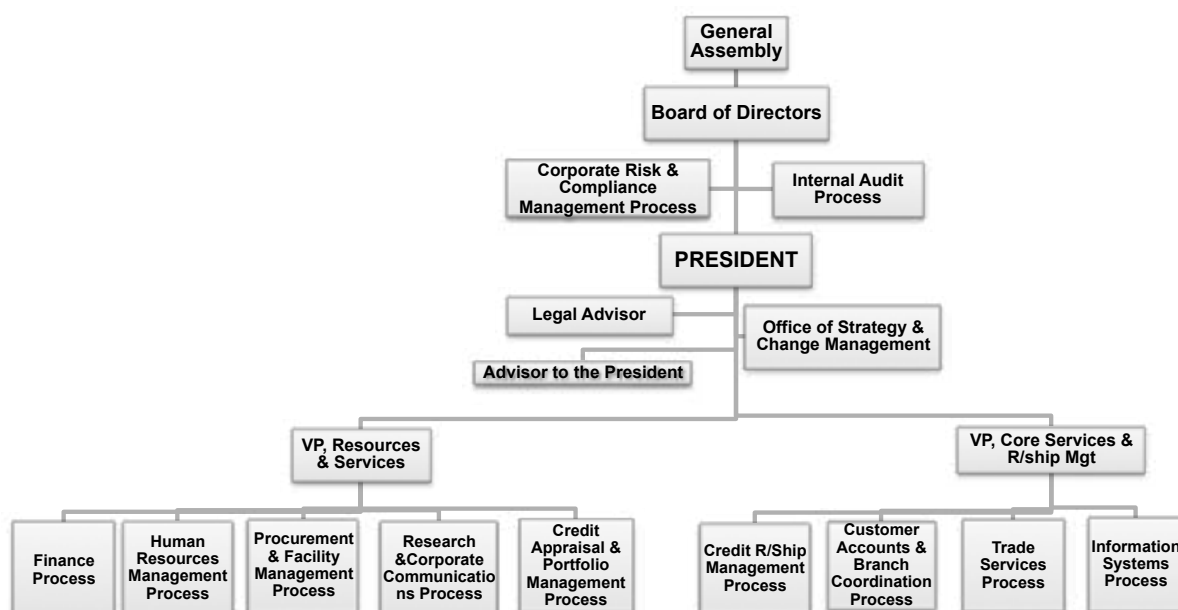 General
Assembly
Board of Directors
Corporate Risk &
Compliance
Management Process
Internal Audit
Process
PRESIDENT
Legal Advisor
Office of Strategy &
Change Management
Advisor to the President
VP, Resources
& Services
VP, Core Services &
R/ship Mgt
Finance
Process
Human
Resources
Management
Process
Procurement
& Facility
Management
Process
Research
&Corporate
Communicatio
ns Process
Credit
Appraisal &
Portfolio
Management
Process
Credit R/Ship
Management
Process
Customer
Accounts &
Branch
Coordination
Process
Trade
Services
Process
Information
Systems
Process